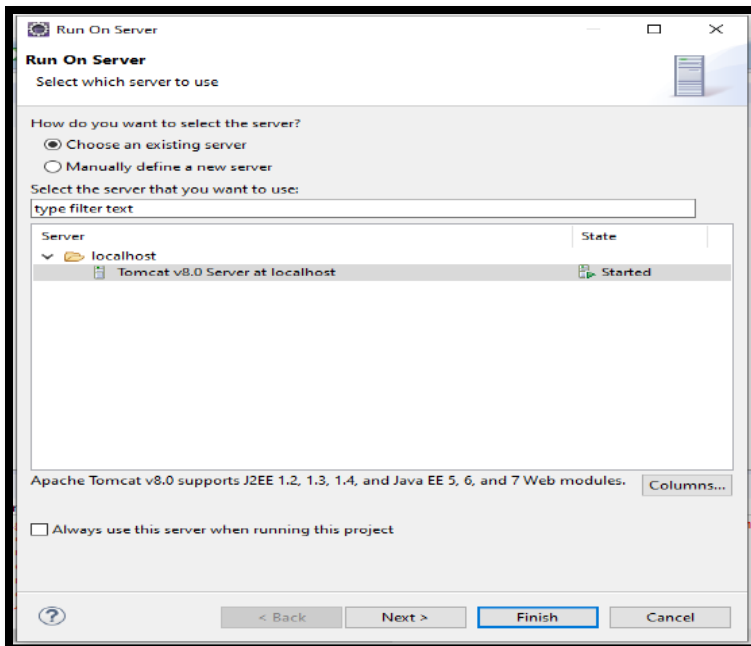 Run On Server
Run On Server
Select which server to use
How do you want to select the server?
Choose an existing server
Manually define a new server
Select the server that you want to use:
type filter text
Server State
localhost
Tomcat v8.0 Server at localhost Started
Apache Tomcat v8.0 supports J2EE 1.2, 1.3, 1.4, and Java EE 5, 6, and 7 Web modules. Columns...
Always use this server when running this project
? < Back Next > Finish Cancel